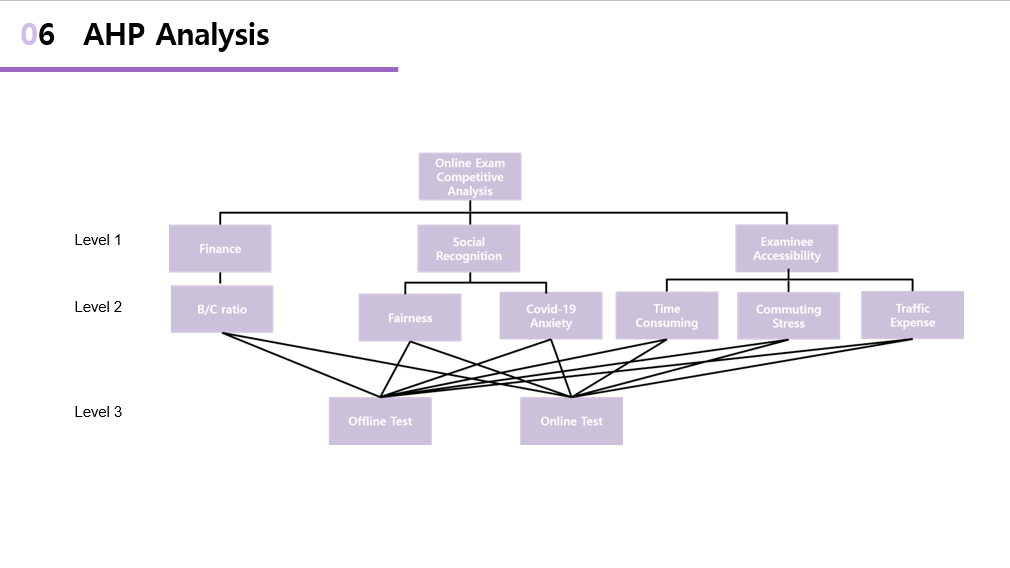 06 AHP Analysis
Online Exam
Competitive
Analysis
Level 1
Finance
Social
Recognition
Examinee
Accessibility
Level 2
B/C ratio
Fairness
Covid-19
Anxiety
Time
Consuming
Commuting
Stress
Traffic
Expense
Level 3
Offline Test
Online Test